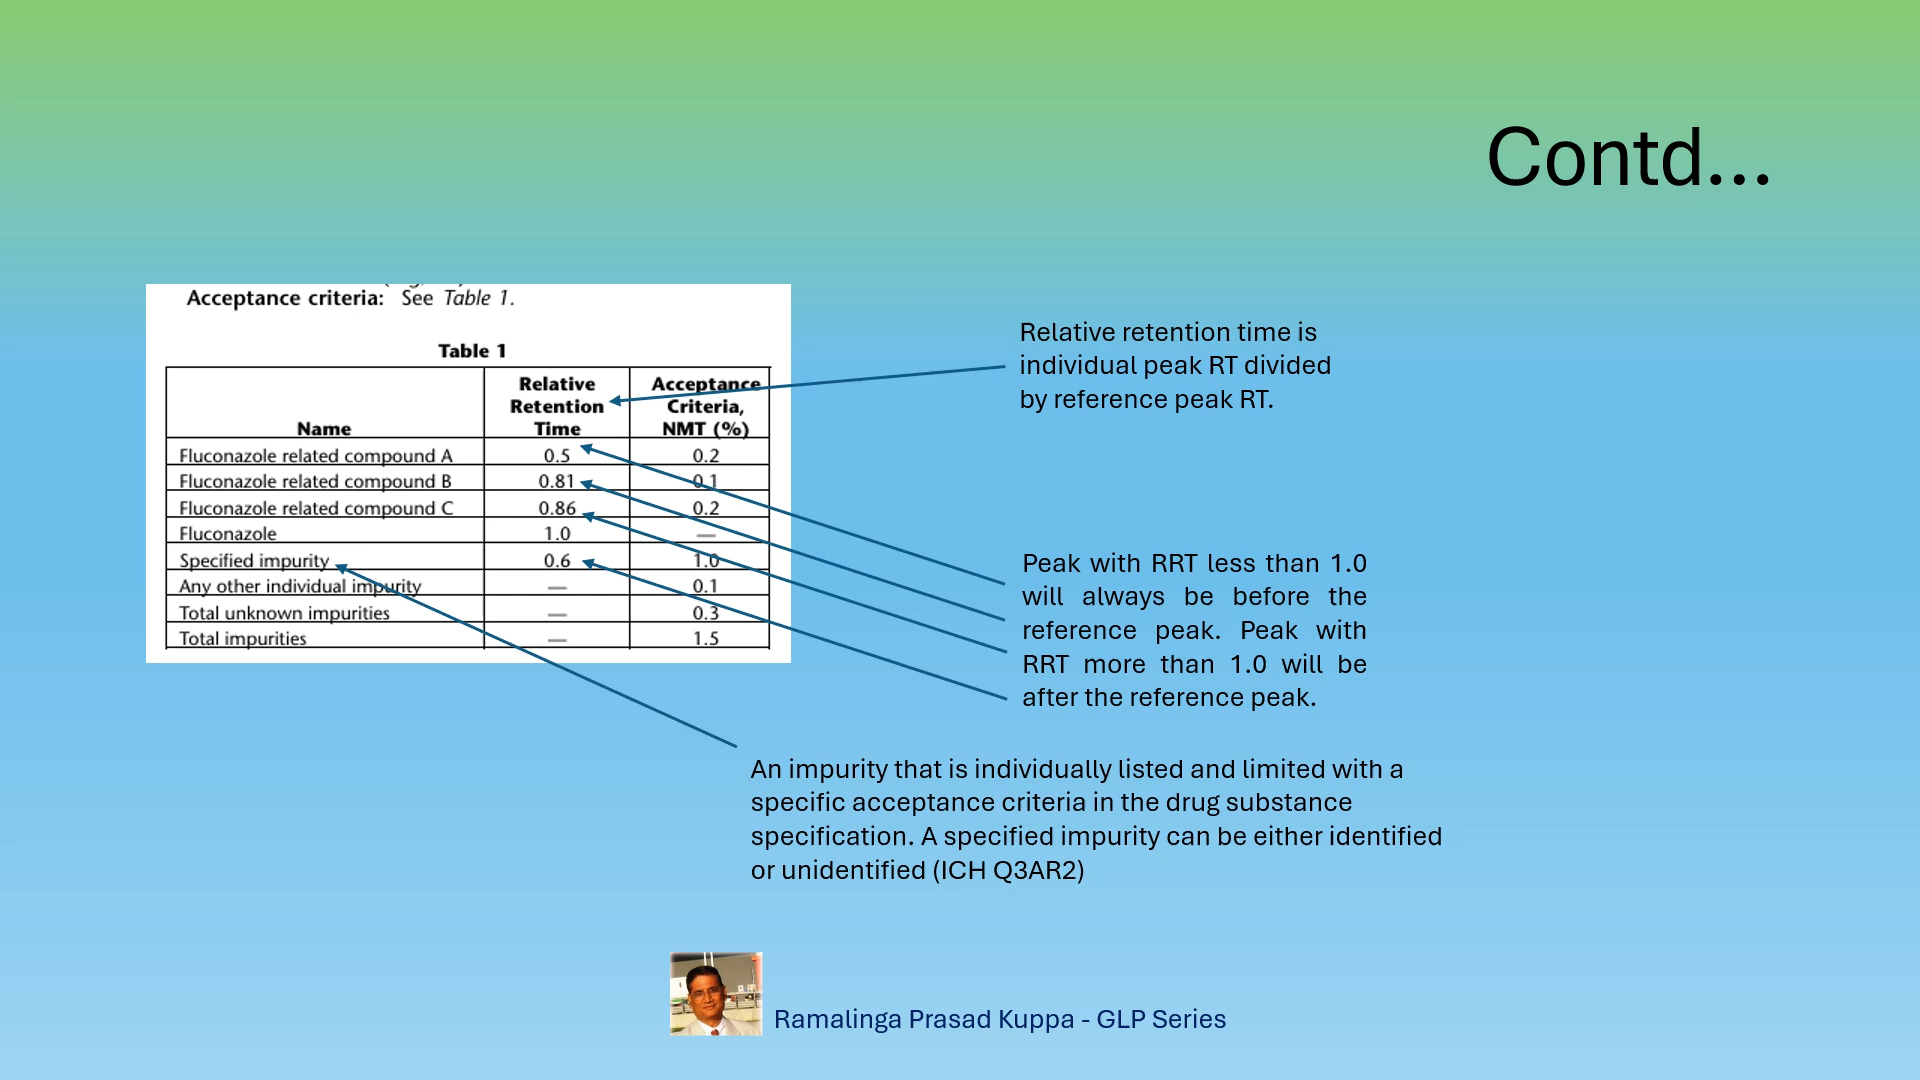 Contd...
Acceptance criteria: See Table 1.
Table 1
Name Relative Retention Time Acceptance Criteria, NMT (%)
Fluconazole related compound A 0.5 0.2
Fluconazole related compound B 0.81 0.1
Fluconazole related compound C 0.86 0.2
Fluconazole 1.0 —
Specified impurity 0.6 1.0
Any other individual impurity — 0.1
Total unknown impurities — 0.3
Total impurities — 1.5
Relative retention time is
individual peak RT divided
by reference peak RT.
Peak with RRT less than 1.0
will always be before the
reference peak. Peak with
RRT more than 1.0 will be
after the reference peak.
An impurity that is individually listed and limited with a
specific acceptance criteria in the drug substance
specification. A specified impurity can be either identified
or unidentified (ICH Q3AR2)
Ramalinga Prasad Kuppa - GLP Series